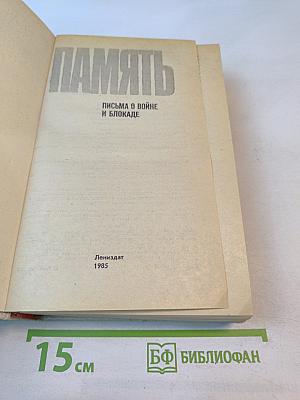 ПАМЯТЬ
ПИСЬМА О ВОЙНЕ
И БЛОКАДЕ
Лениздат
1985
15 см
БФ БИБЛИОФАН